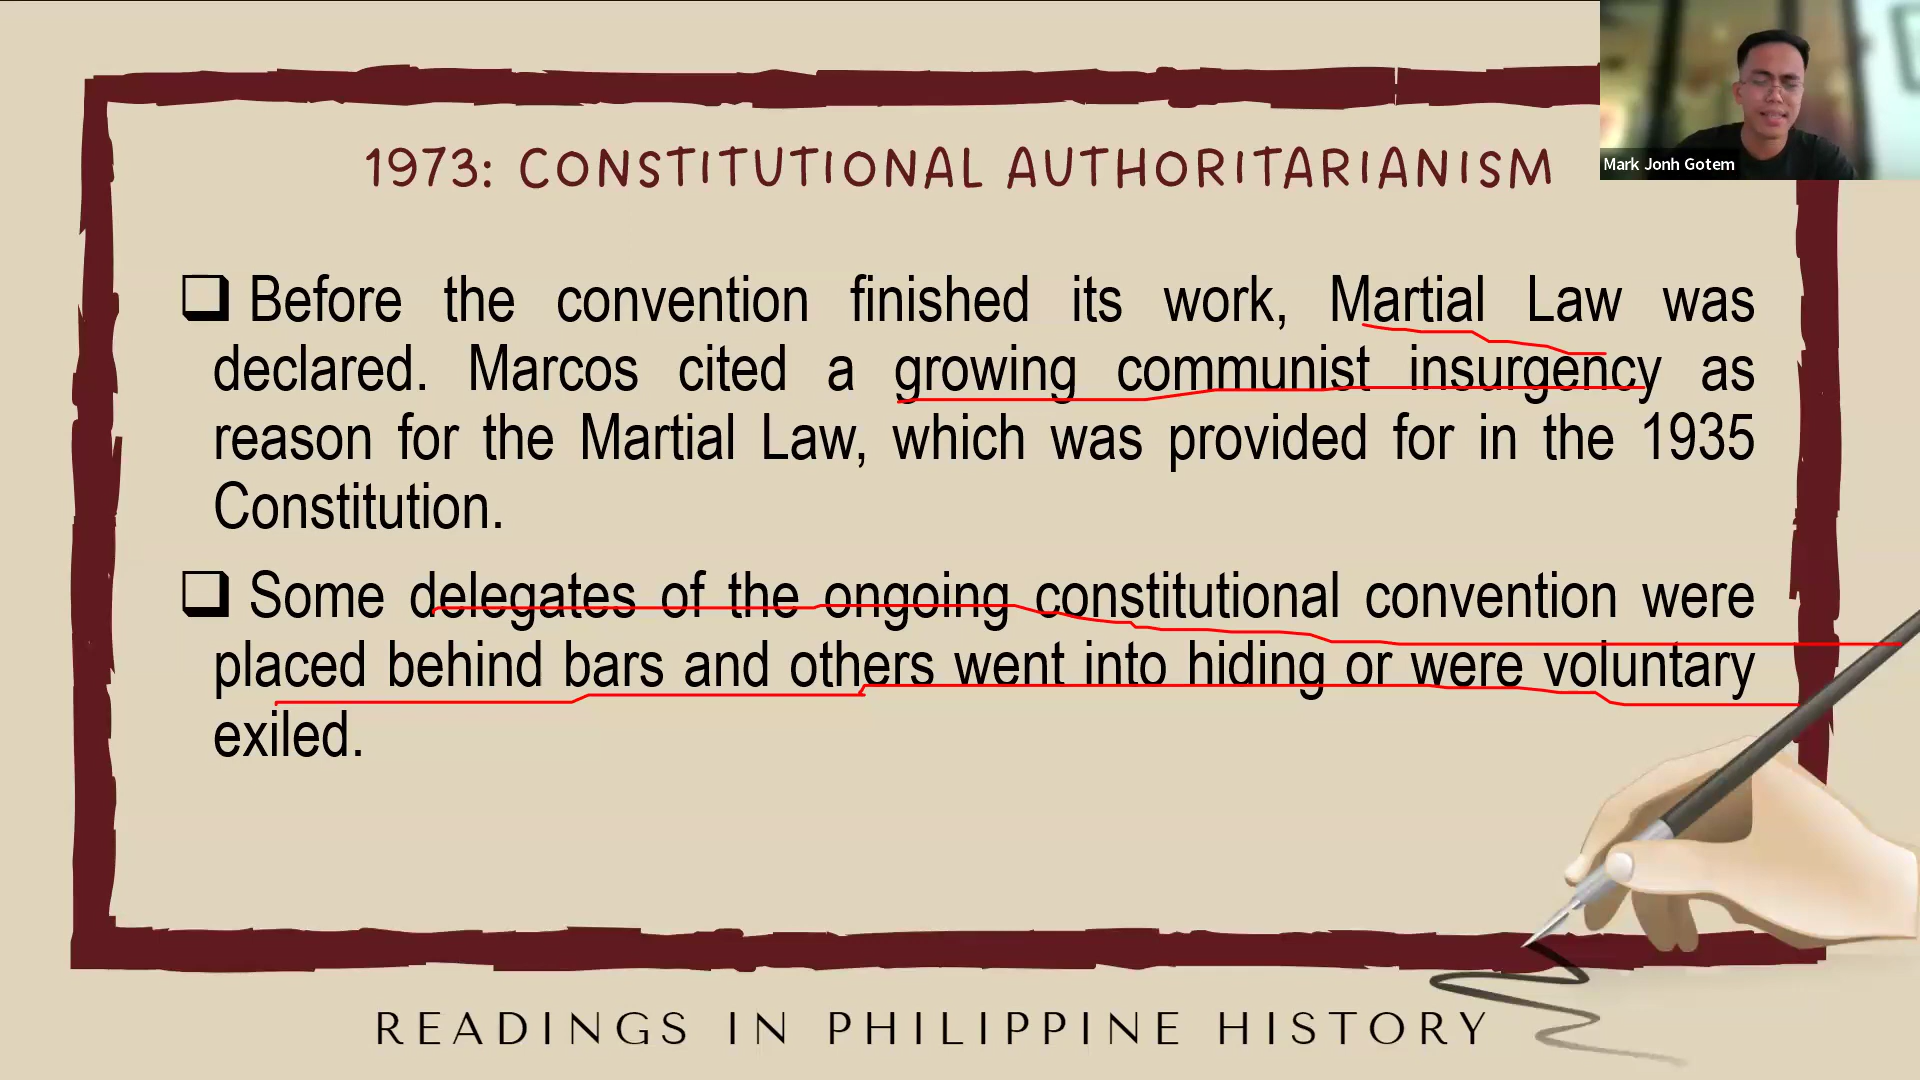 Mark Jonh Gotem
1973: CONSTITUTIONAL AUTHORITARIANISM
Before the convention finished its work, Martial Law was
declared. Marcos cited a growing communist insurgency as
reason for the Martial Law, which was provided for in the 1935
Constitution.
Some delegates of the ongoing constitutional convention were
placed behind bars and others went into hiding or were voluntary
exiled.
READINGS IN PHILIPPINE HISTORY